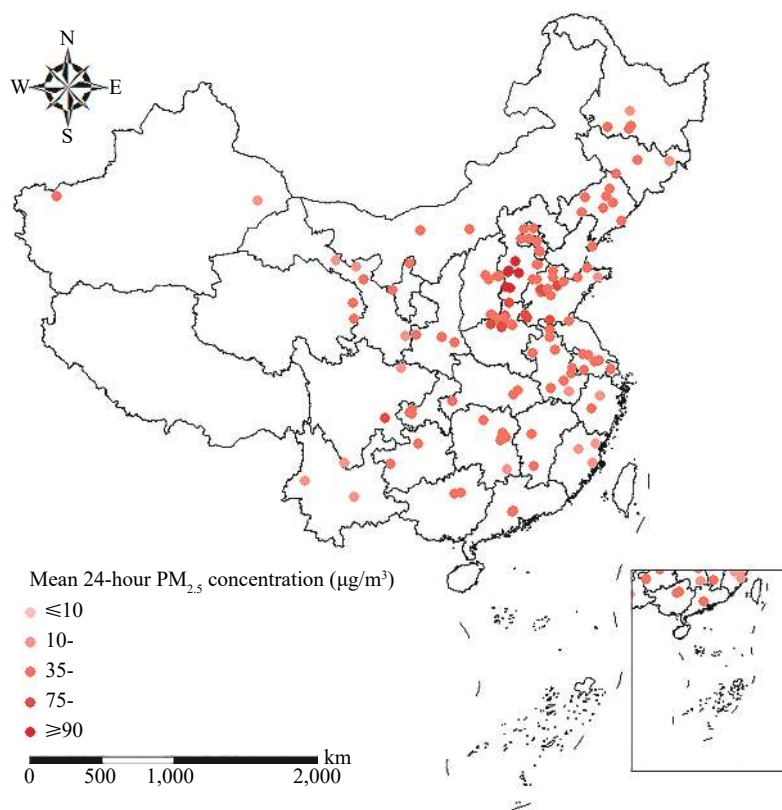 N
W E
S
Mean 24-hour PM2.5 concentration (μg/m³)
≤10
10-
35-
75-
≥90
km
0 500 1,000 2,000